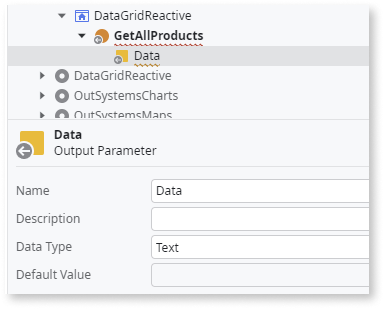 DataGridReactive
GetAllProducts
Data
DataGridReactive
OutSystemsCharts
OutSystemsMaps
Data
Output Parameter
Name Data
Description
Data Type Text
Default Value